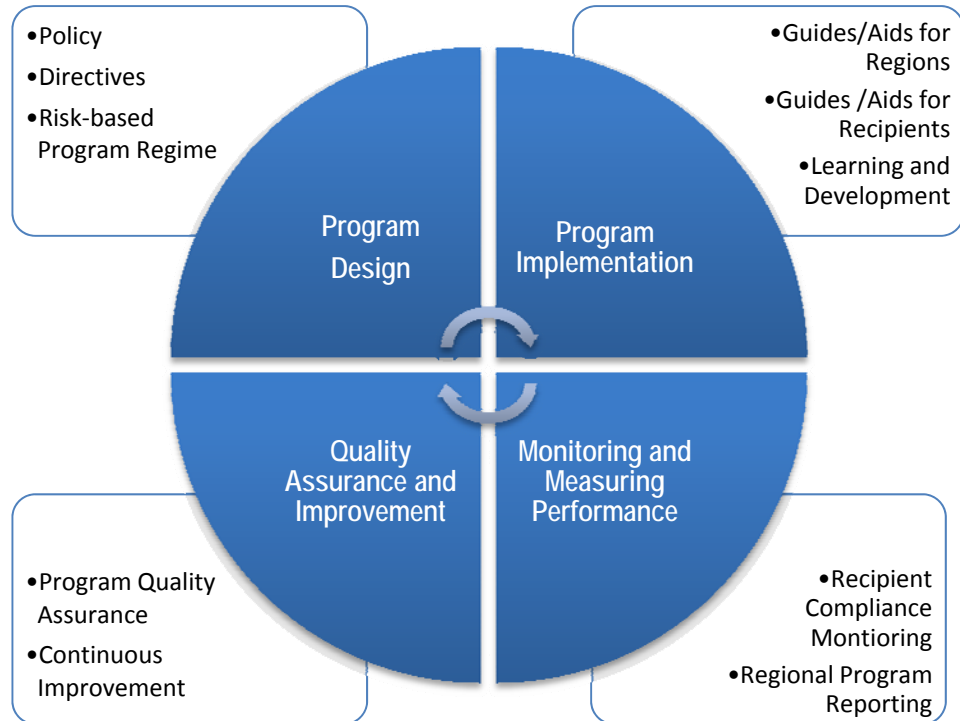 •Policy
•Directives
•Risk-based
Program Regime
•Guides/Aids for
Regions
•Guides /Aids for
Recipients
•Learning and
Development
Program
Design
Program
Implementation
Quality
Assurance and
Improvement
Monitoring and
Measuring
Performance
•Program Quality
Assurance
•Continuous
Improvement
•Recipient
Compliance
Montioring
•Regional Program
Reporting